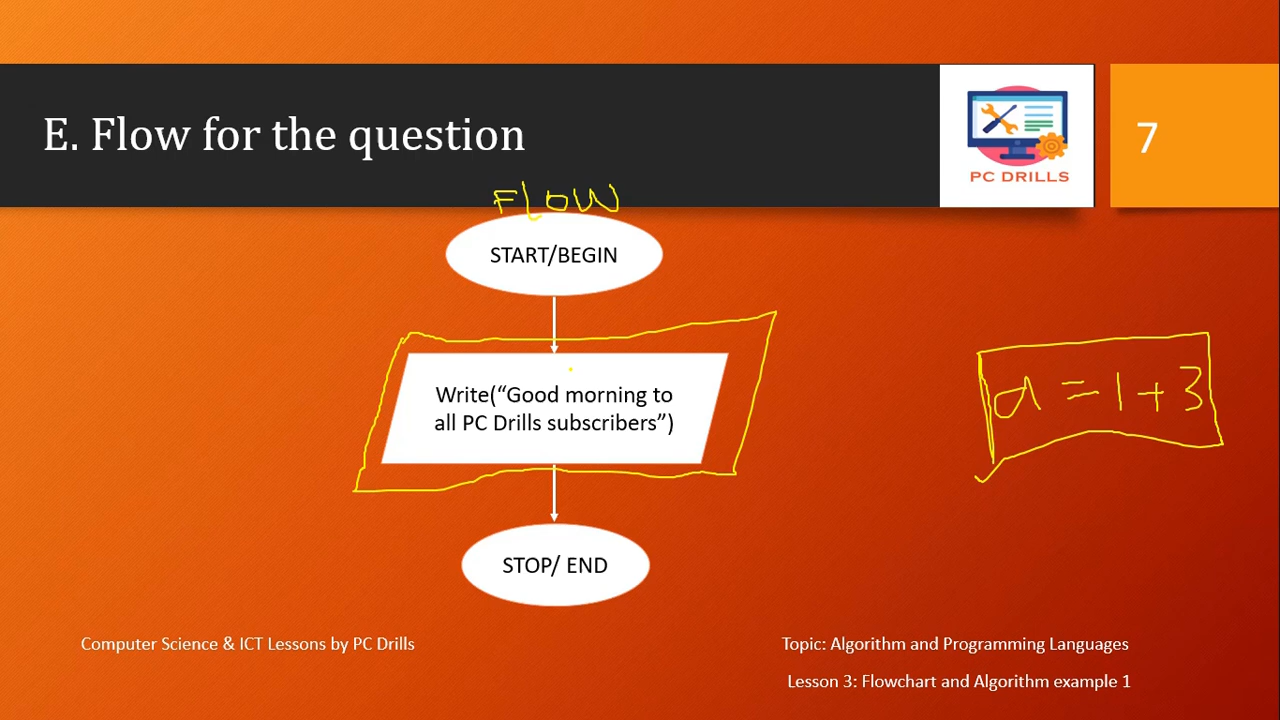 E. Flow for the question
PC DRILLS
7
FLOW
START/BEGIN
Write(“Good morning to
all PC Drills subscribers”)
a = 1 + 3
STOP/ END
Computer Science & ICT Lessons by PC Drills
Topic: Algorithm and Programming Languages
Lesson 3: Flowchart and Algorithm example 1